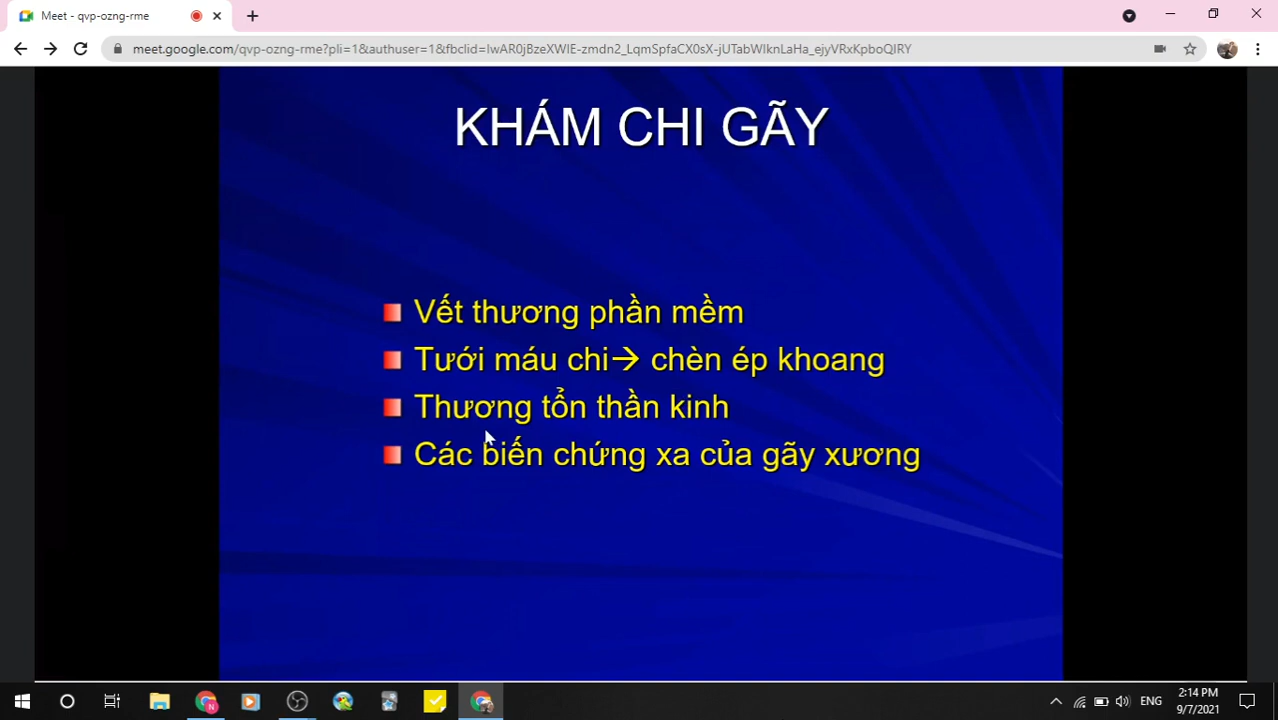 Meet - qvp-ozng-rme
meet.google.com/qvp-ozng-rme?pli=1&authuser=1&fbclid=IwAR0jBzeXWIE-zmdn2_LqmSpfaCX0sX-jUTabWlknLaHa_ejyVRxKpboQIRY
KHÁM CHI GÃY
Vết thương phần mềm
Tưới máu chi→ chèn ép khoang
Thương tổn thần kinh
Các biến chứng xa của gãy xương
ENG
2:14 PM
9/7/2021